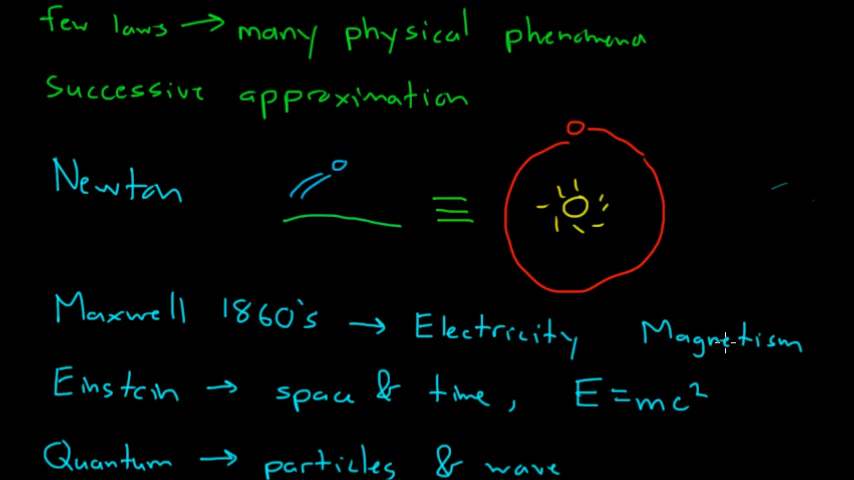 few laws → many physical phenomena
Successive approximation
Newton ≡
Maxwell 1860's → Electricity Magnetism
Einstein → space & time, E=mc²
Quantum → particles & wave